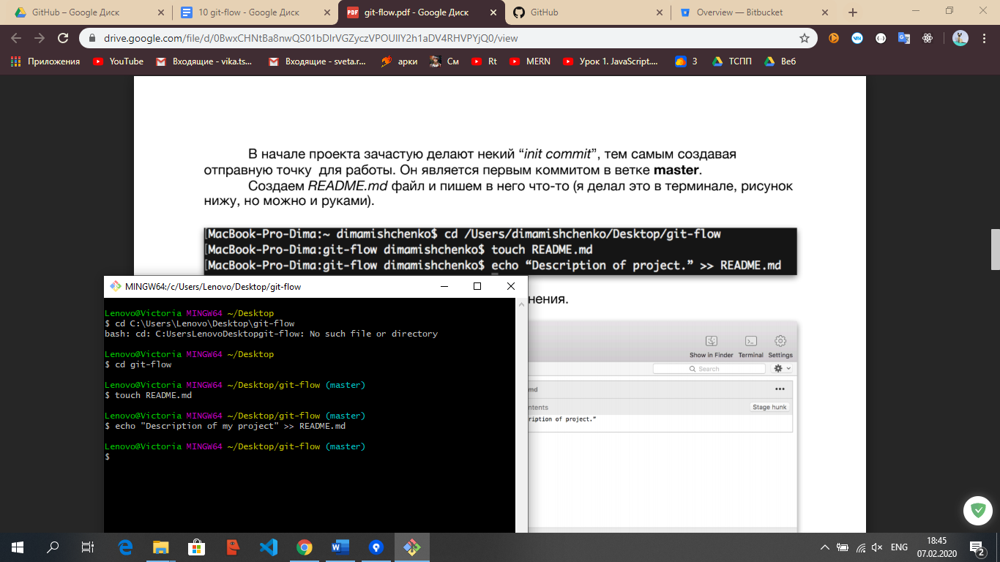 GitHub – Google Диск
10 git-flow - Google Диск
git-flow.pdf - Google Диск
GitHub
Overview — Bitbucket
drive.google.com/file/d/0BwxCHNtBa8nwQS01bDlrVGZyczVPOUlIY2h1aDV4RHVPYjQ0/view
Приложения
YouTube
Входящие - vika.ts...
Входящие - sveta.r...
арки
См
Rt
MERN
Урок 1. JavaScript....
3
ТСПП
Веб
В начале проекта зачастую делают некий “init commit”, тем самым создавая
отправную точку для работы. Он является первым коммитом в ветке master.
Создаем README.md файл и пишем в него что-то (я делал это в терминале, рисунок
нижу, но можно и руками).
[MacBook-Pro-Dima:~ dimamishchenko$ cd /Users/dimamishchenko/Desktop/git-flow
[MacBook-Pro-Dima:git-flow dimamishchenko$ touch README.md
[MacBook-Pro-Dima:git-flow dimamishchenko$ echo “Description of project.” >> README.md
MINGW64:/c/Users/Lenovo/Desktop/git-flow
нения.
Lenovo@Victoria MINGW64 ~/Desktop
$ cd C:\Users\Lenovo\Desktop\git-flow
bash: cd: C:UsersLenovoDesktopgit-flow: No such file or directory
Lenovo@Victoria MINGW64 ~/Desktop
$ cd git-flow
Lenovo@Victoria MINGW64 ~/Desktop/git-flow (master)
$ touch README.md
Lenovo@Victoria MINGW64 ~/Desktop/git-flow (master)
$ echo "Description of my project" >> README.md
Lenovo@Victoria MINGW64 ~/Desktop/git-flow (master)
$
Show in Finder Terminal Settings
Search
md
ntents
Stage hunk
ription of project.”
ENG
18:45
07.02.2020
2